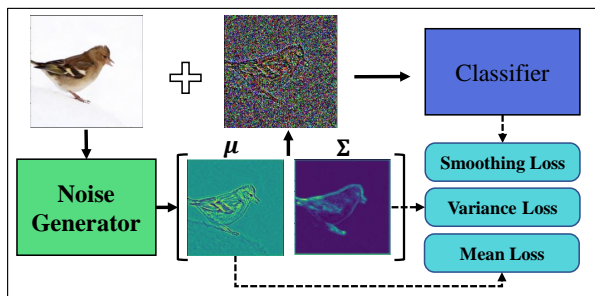 Classifier
μ
Σ
Noise
Generator
Smoothing Loss
Variance Loss
Mean Loss